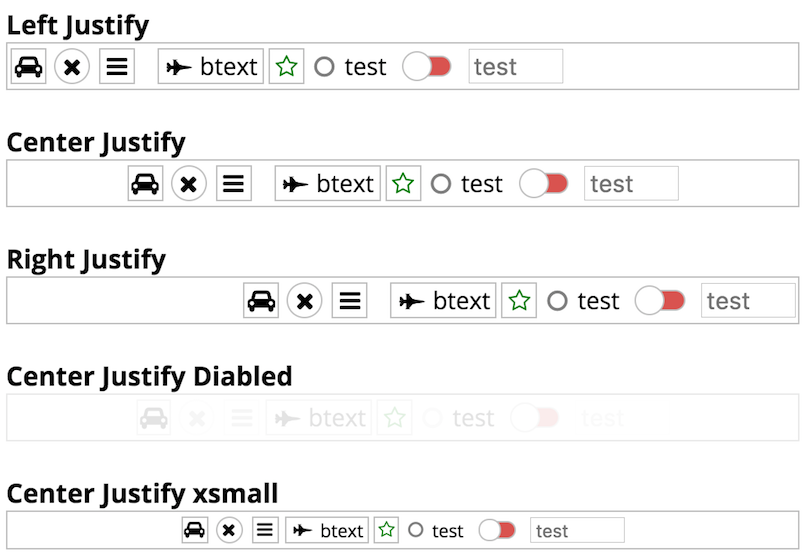 Left Justify
btext test test
Center Justify
btext test test
Right Justify
btext test test
Center Justify Diabled
btext test test
Center Justify xsmall
btext test test